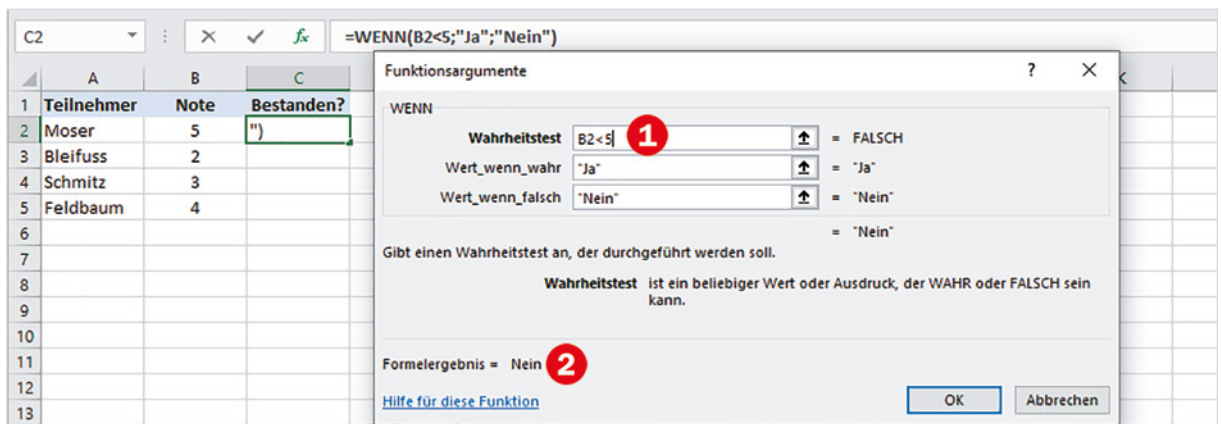 C2 fx =WENN(B2<5;"Ja";"Nein")
Funktionsargumente ? ×
A B C K
1 Teilnehmer Note Bestanden?
2 Moser 5 ")
3 Bleifuss 2
4 Schmitz 3
5 Feldbaum 4
6
7
8
9
10
11
12
13
WENN
Wahrheitstest B2<5 1 = FALSCH
Wert_wenn_wahr "Ja" = "Ja"
Wert_wenn_falsch "Nein" = "Nein"
= "Nein"
Gibt einen Wahrheitstest an, der durchgeführt werden soll.
Wahrheitstest ist ein beliebiger Wert oder Ausdruck, der WAHR oder FALSCH sein
kann.
Formelergebnis = Nein 2
Hilfe für diese Funktion OK Abbrechen